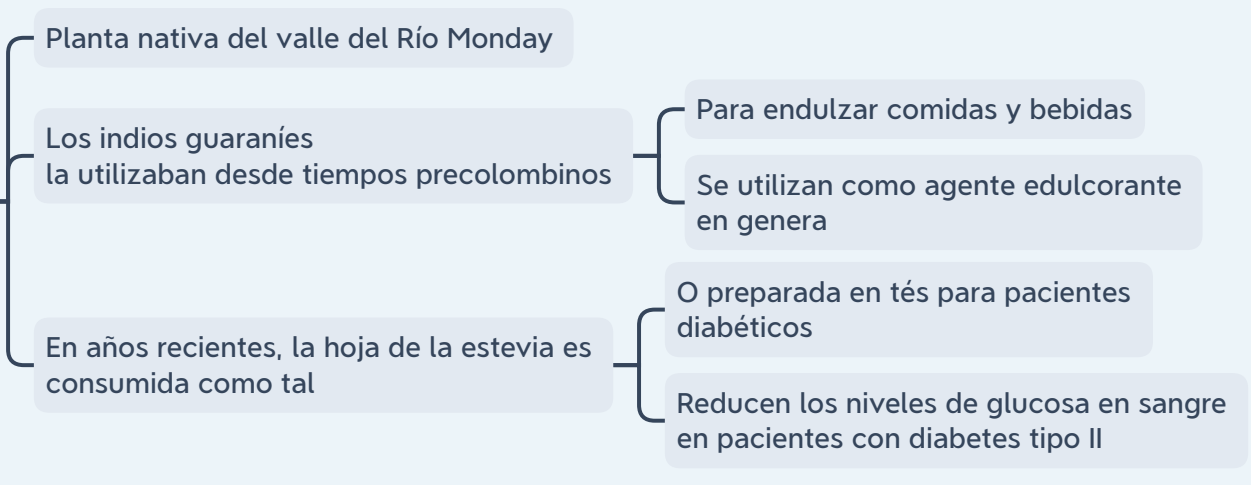 Planta nativa del valle del Río Monday
Los indios guaraníes
la utilizaban desde tiempos precolombinos
Para endulzar comidas y bebidas
Se utilizan como agente edulcorante
en genera
En años recientes, la hoja de la estevia es
consumida como tal
O preparada en tés para pacientes
diabéticos
Reducen los niveles de glucosa en sangre
en pacientes con diabetes tipo II